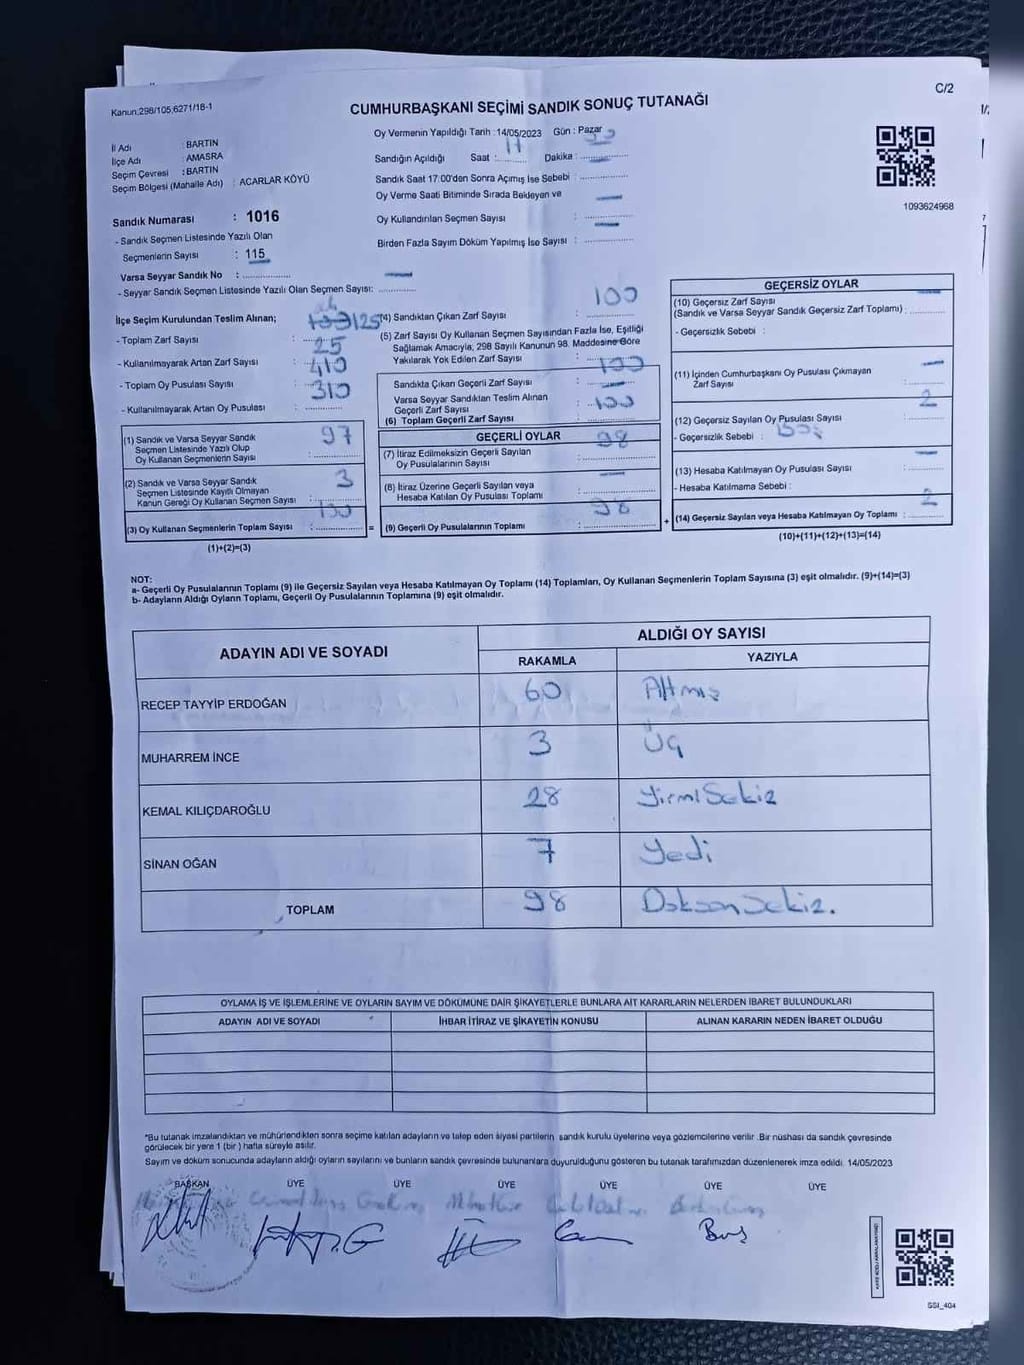 C/2
Kanun:298/105;6271/18-1
CUMHURBAŞKANI SEÇİMİ SANDIK SONUÇ TUTANAĞI
Oy Vermenin Yapıldığı Tarih :14/05/2023 Gün : Pazar
İl Adı : BARTIN
İlçe Adı : AMASRA
Seçim Çevresi : BARTIN
Seçim Bölgesi (Mahalle Adı) : ACARLAR KÖYÜ
Sandığın Açıldığı Saat : 17 Dakika :
Sandık Saat 17:00'den Sonra Açımış İse Sebebi :
Oy Verme Saati Bitiminde Sırada Bekleyen ve
Oy Kullandırılan Seçmen Sayısı :
Birden Fazla Sayım Döküm Yapılmış İse Sayısı :
1093624968
Sandık Numarası : 1016
- Sandık Seçmen Listesinde Yazılı Olan
Seçmenlerin Sayısı : 115
Varsa Seyyar Sandık No :
- Seyyar Sandık Seçmen Listesinde Yazılı Olan Seçmen Sayısı:
İlçe Seçim Kurulundan Teslim Alınan;
- Toplam Zarf Sayısı : 125
- Kullanılmayarak Artan Zarf Sayısı : 25
- Toplam Oy Pusulası Sayısı : 410
- Kullanılmayarak Artan Oy Pusulası : 310
(1) Sandık ve Varsa Seyyar Sandık
Seçmen Listesinde Yazılı Olup
Oy Kullanan Seçmenlerin Sayısı : 97
(2) Sandık ve Varsa Seyyar Sandık
Seçmen Listesinde Kayıtlı Olmayan
Kanun Gereği Oy Kullanan Seçmen Sayısı : 3
(3) Oy Kullanan Seçmenlerin Toplam Sayısı : 100
(1)+(2)=(3)
(4) Sandıktan Çıkan Zarf Sayısı : 100
(5) Zarf Sayısı Oy Kullanan Seçmen Sayısından Fazla İse, Eşitliği
Sağlamak Amacıyla; 298 Sayılı Kanunun 98. Maddesine Göre
Yakılarak Yok Edilen Zarf Sayısı :
Sandıkta Çıkan Geçerli Zarf Sayısı : 100
Varsa Seyyar Sandıktan Teslim Alınan
Geçerli Zarf Sayısı :
(6) Toplam Geçerli Zarf Sayısı : 100
GEÇERLİ OYLAR
(7) İtiraz Edilmeksizin Geçerli Sayılan
Oy Pusulalarının Sayısı : 98
(8) İtiraz Üzerine Geçerli Sayılan veya
Hesaba Katılan Oy Pusulası Toplamı :
= (9) Geçerli Oy Pusulalarının Toplamı : 98
GEÇERSİZ OYLAR
(10) Geçersiz Zarf Sayısı
(Sandık ve Varsa Seyyar Sandık Geçersiz Zarf Toplamı) :
- Geçersizlik Sebebi :
(11) İçinden Cumhurbaşkanı Oy Pusulası Çıkmayan
Zarf Sayısı :
(12) Geçersiz Sayılan Oy Pusulası Sayısı : 2
- Geçersizlik Sebebi : Boş
(13) Hesaba Katılmayan Oy Pusulası Sayısı :
- Hesaba Katılmama Sebebi :
+ (14) Geçersiz Sayılan veya Hesaba Katılmayan Oy Toplamı : 2
(10)+(11)+(12)+(13)=(14)
NOT:
a- Geçerli Oy Pusulalarının Toplamı (9) ile Geçersiz Sayılan veya Hesaba Katılmayan Oy Toplamı (14) Toplamları, Oy Kullanan Seçmenlerin Toplam Sayısına (3) eşit olmalıdır. (9)+(14)=(3)
b- Adayların Aldığı Oyların Toplamı, Geçerli Oy Pusulalarının Toplamına (9) eşit olmalıdır.
ADAYIN ADI VE SOYADI ALDIĞI OY SAYISI
RAKAMLA YAZIYLA
RECEP TAYYİP ERDOĞAN 60 Altmış
MUHARREM İNCE 3 Üç
KEMAL KILIÇDAROĞLU 28 YirmiSekiz
SİNAN OĞAN 7 Yedi
TOPLAM 98 DoksanSekiz.
OYLAMA İŞ VE İŞLEMLERİNE VE OYLARIN SAYIM VE DÖKÜMÜNE DAİR ŞİKAYETLERLE BUNLARA AİT KARARLARIN NELERDEN İBARET BULUNDUKLARI
ADAYIN ADI VE SOYADI İHBAR İTİRAZ VE ŞİKAYETİN KONUSU ALINAN KARARIN NEDEN İBARET OLDUĞU
"Bu tutanak imzalandıktan ve mühürlendikten sonra seçime katılan adayların ve talep eden siyasi partilerin sandık kurulu üyelerine veya gözlemcilerine verilir .Bir nüshası da sandık çevresinde
görülecek bir yere 1 (bir ) hafta süreyle asılır.
Sayım ve döküm sonucunda adayların aldığı oyların sayılarını ve bunların sandık çevresinde bulunanlara duyurulduğunu gösteren bu tutanak tarafımızdan düzenlenerek imza edildi. 14/05/2023
BAŞKAN ÜYE ÜYE ÜYE ÜYE ÜYE ÜYE
SSI_404